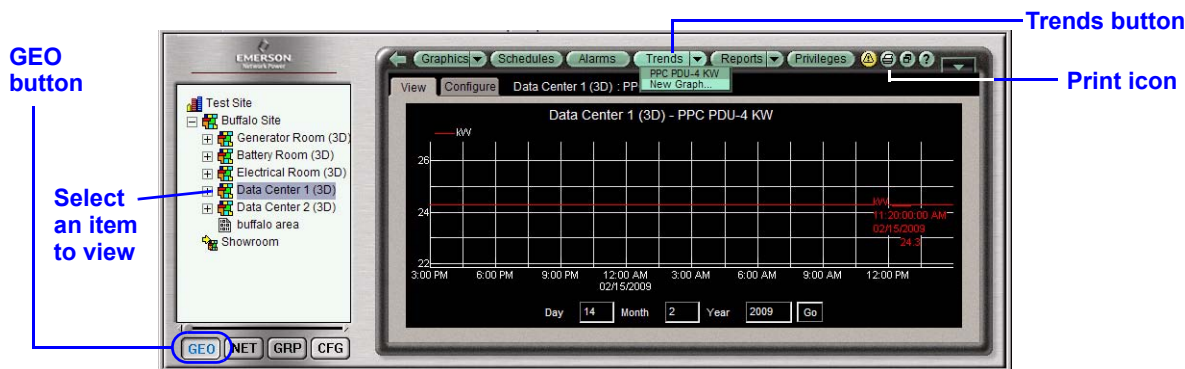 Trends button
GEO
button
Print icon
Select
an item
to view
EMERSON
Network Power
Test Site
Buffalo Site
Generator Room (3D)
Battery Room (3D)
Electrical Room (3D)
Data Center 1 (3D)
Data Center 2 (3D)
buffalo area
Showroom
GEO NET GRP CFG
Graphics Schedules Alarms Trends Reports Privileges ?
PPC PDU-4 KW
New Graph...
View Configure Data Center 1 (3D) : PP
Data Center 1 (3D) - PPC PDU-4 KW
kW
26
24
22
kW
11:20:00:00 AM
02/15/2009
24.3
3:00 PM 6:00 PM 9:00 PM 12:00 AM 3:00 AM 6:00 AM 9:00 AM 12:00 PM
02/15/2009
Day 14 Month 2 Year 2009 Go